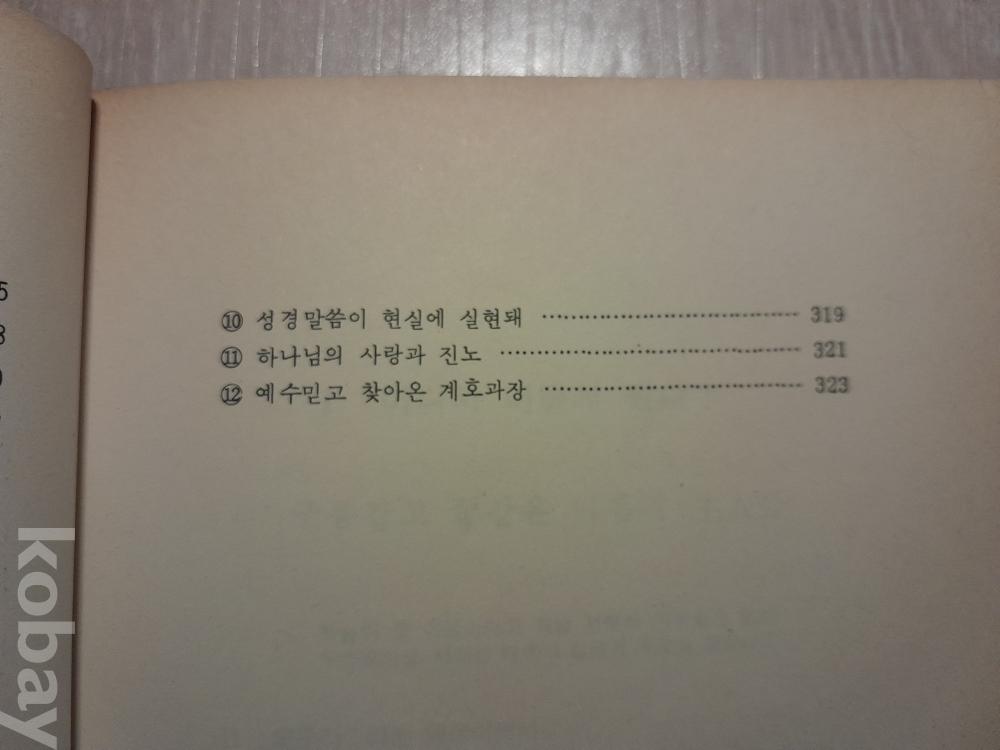 ⑩ 성경말씀이 현실에 실현돼 ································ 319
⑪ 하나님의 사랑과 진노 ································ 321
⑫ 예수믿고 찾아온 계호과장 ································ 323
kobay